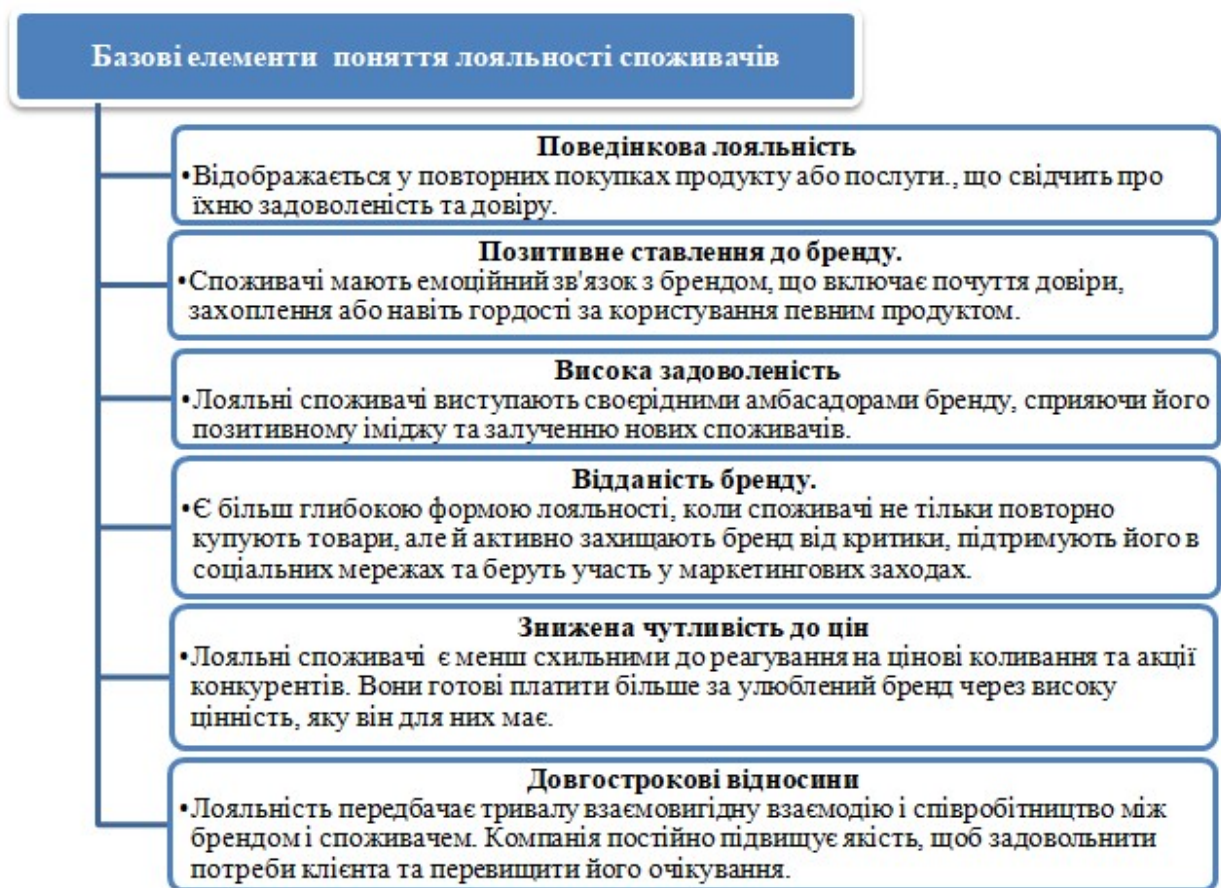 Базові елементи поняття лояльності споживачів
Поведінкова лояльність
•Відображається у повторних покупках продукту або послуги., що свідчить про
їхню задоволеність та довіру.
Позитивне ставлення до бренду.
•Споживачі мають емоційний зв'язок з брендом, що включає почуття довіри,
захоплення або навіть гордості за користування певним продуктом.
Висока задоволеність
•Лояльні споживачі виступають своєрідними амбасадорами бренду, сприяючи його
позитивному іміджу та залученню нових споживачів.
Відданість бренду.
•Є більш глибокою формою лояльності, коли споживачі не тільки повторно
купують товари, але й активно захищають бренд від критики, підтримують його в
соціальних мережах та беруть участь у маркетингових заходах.
Знижена чутливість до цін
•Лояльні споживачі є менш схильними до реагування на цінові коливання та акції
конкурентів. Вони готові платити більше за улюблений бренд через високу
цінність, яку він для них має.
Довгострокові відносини
•Лояльність передбачає тривалу взаємовигідну взаємодію і співробітництво між
брендом і споживачем. Компанія постійно підвищує якість, щоб задовольнити
потреби клієнта та перевищити його очікування.